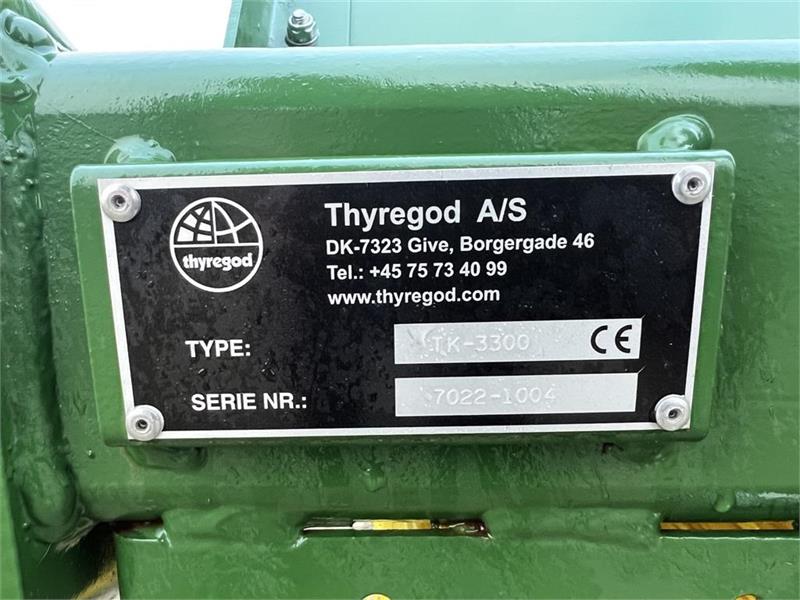 thyregod
Thyregod A/S
DK-7323 Give, Borgergade 46
Tel.: +45 75 73 40 99
www.thyregod.com
TYPE: TK-3300 CE
SERIE NR.: 7022-1004